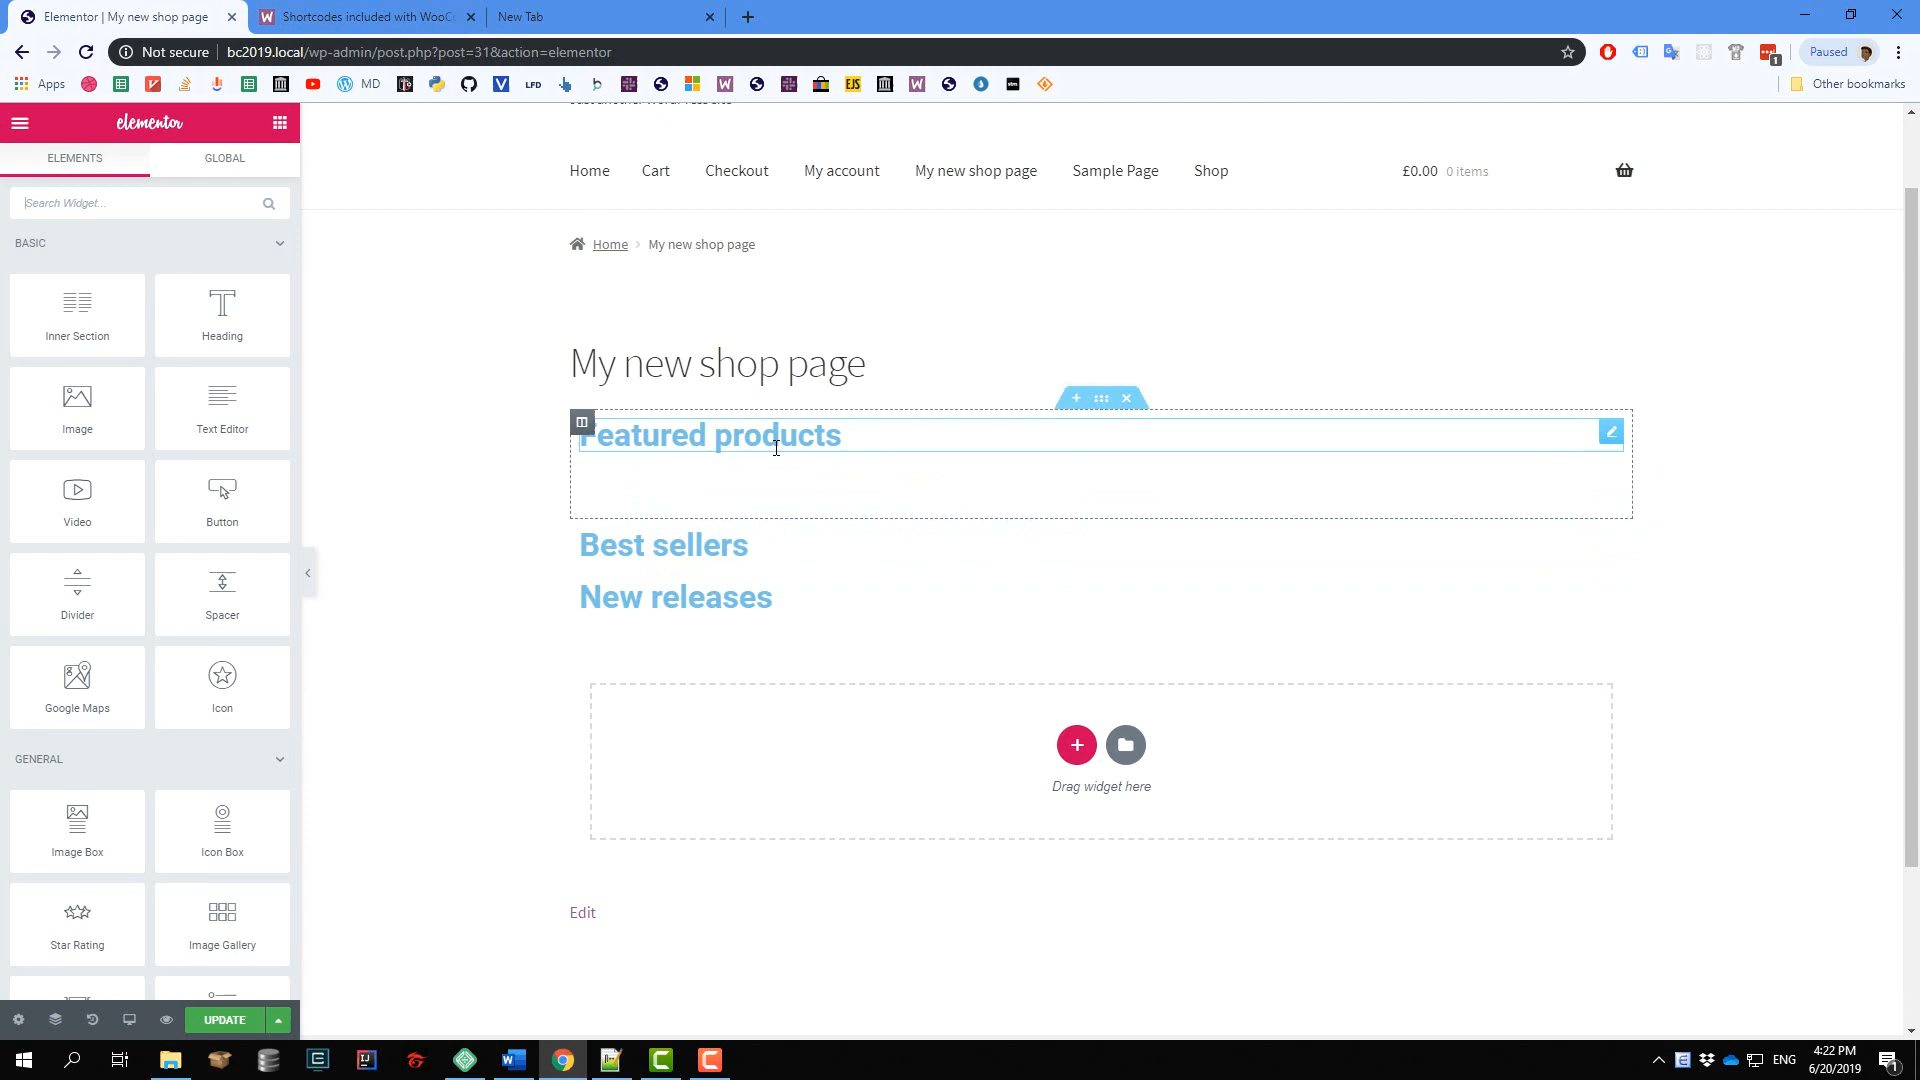 Elementor | My new shop page
Shortcodes included with WooC
New Tab
Not secure
bc2019.local/wp-admin/post.php?post=31&action=elementor
Paused
Apps
MD
LFD
EJS
Other bookmarks
elementor
ELEMENTS
GLOBAL
Search Widget...
BASIC
Inner Section
Heading
Image
Text Editor
Video
Button
Divider
Spacer
Google Maps
Icon
GENERAL
Image Box
Icon Box
Star Rating
Image Gallery
UPDATE
Home
Cart
Checkout
My account
My new shop page
Sample Page
Shop
£0.00 0 items
Home
My new shop page
My new shop page
Featured products
Best sellers
New releases
Drag widget here
Edit
ENG
4:22 PM
6/20/2019